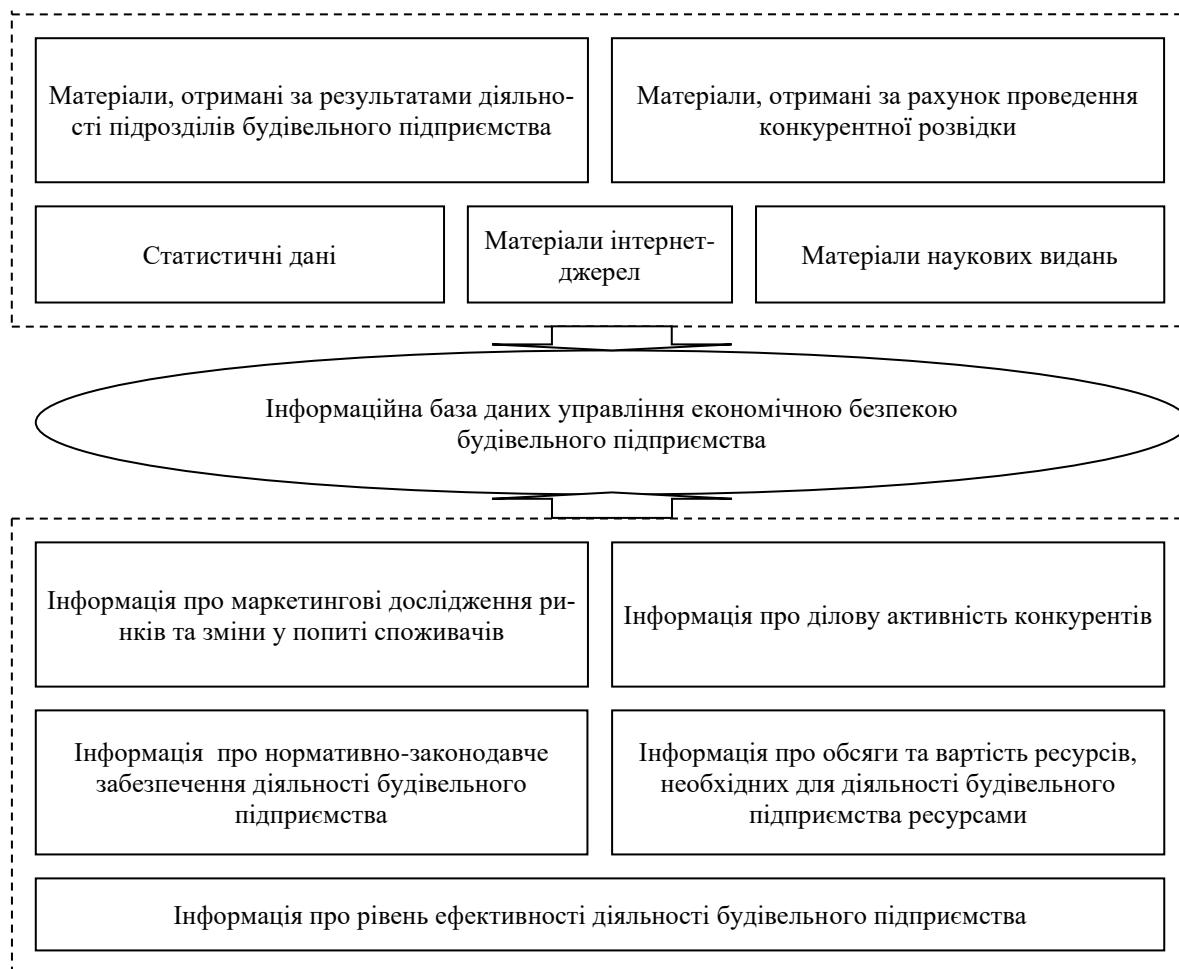 Матеріали, отримані за результатами діяльно-
сті підрозділів будівельного підприємства
Матеріали, отримані за рахунок проведення
конкурентної розвідки
Статистичні дані
Матеріали інтернет-
джерел
Матеріали наукових видань
Інформаційна база даних управління економічною безпекою
будівельного підприємства
Інформація про маркетингові дослідження ри-
нків та зміни у попиті споживачів
Інформація про ділову активність конкурентів
Інформація  про нормативно-законодавче
забезпечення діяльності будівельного
підприємства
Інформація про обсяги та вартість ресурсів,
необхідних для діяльності будівельного
підприємства ресурсами
Інформація про рівень ефективності діяльності будівельного підприємства